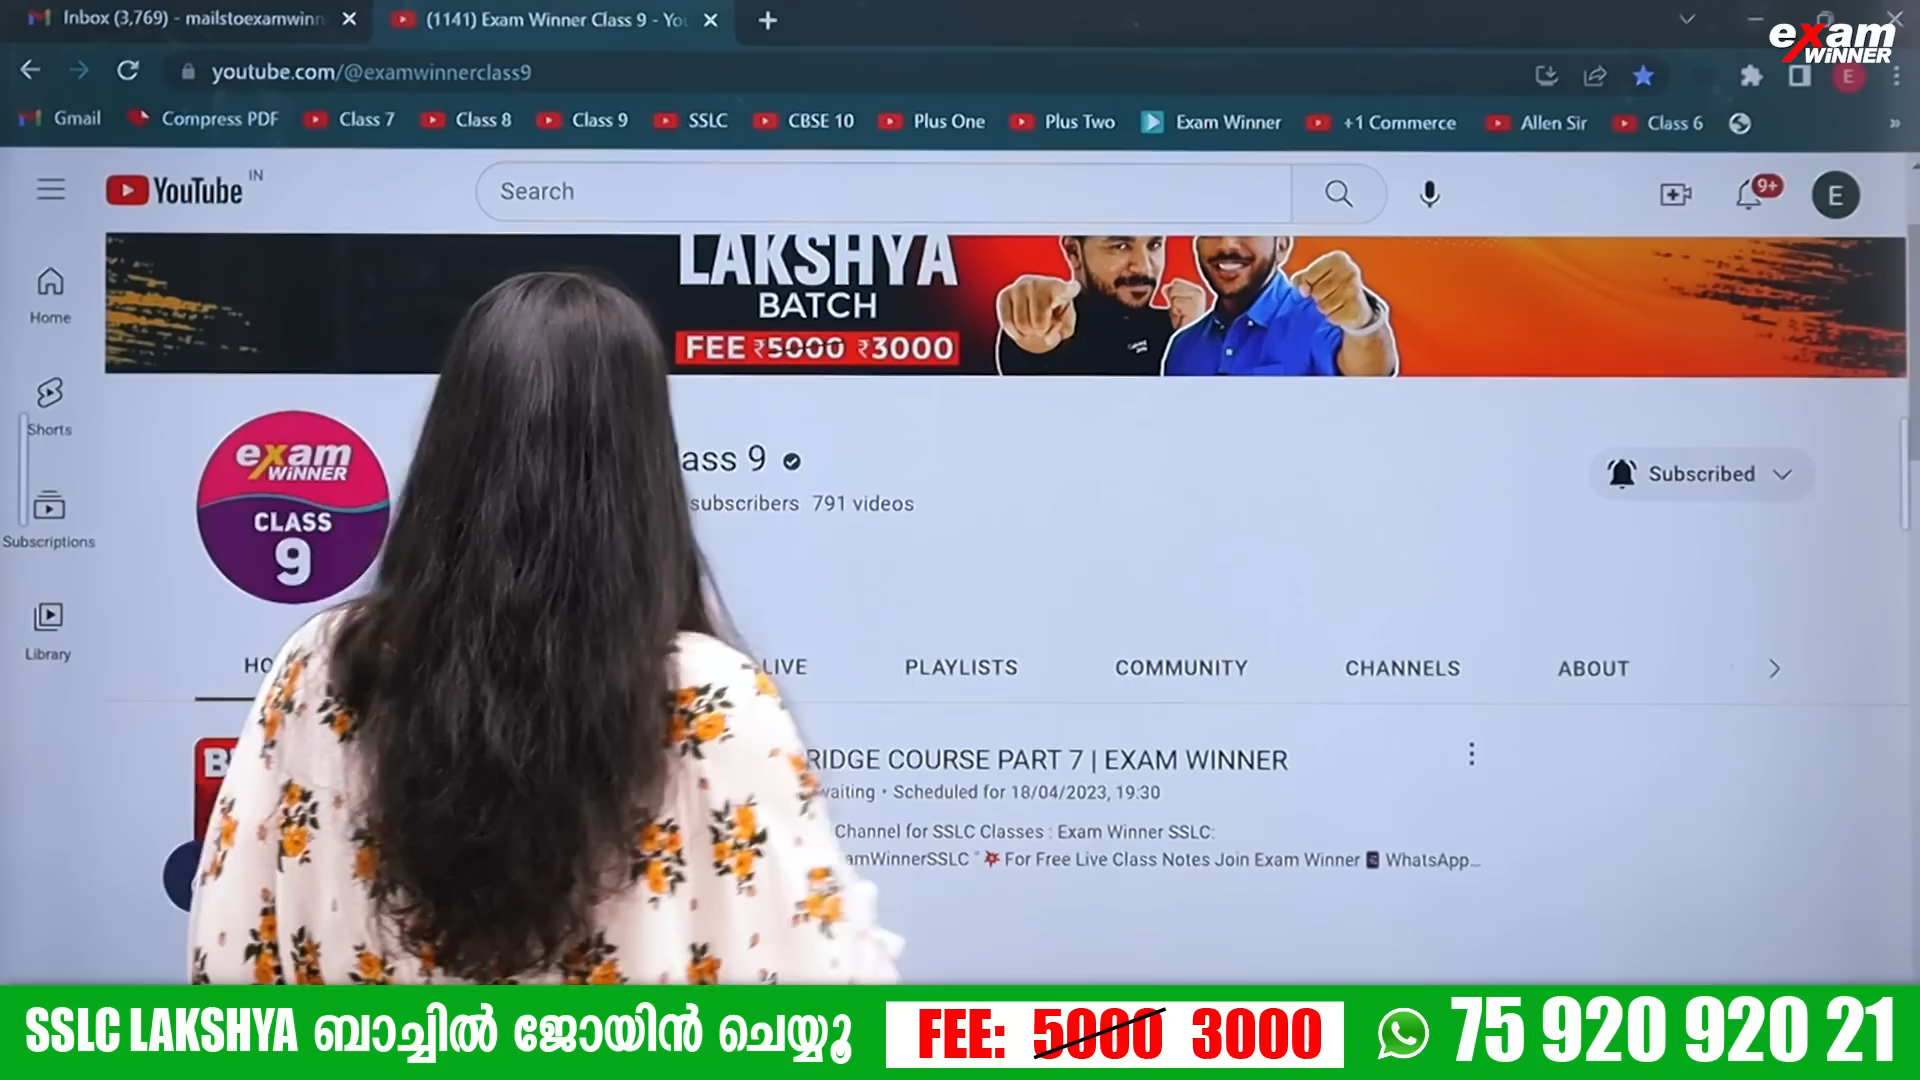 Inbox (3,769) - mailstoexamwinn
(1141) Exam Winner Class 9 - You
exam
WiNNER
youtube.com/@examwinnerclass9
E
Gmail
Compress PDF
Class 7
Class 8
Class 9
SSLC
CBSE 10
Plus One
Plus Two
Exam Winner
+1 Commerce
Allen Sir
Class 6
YouTube
IN
Search
9+
E
Home
Shorts
Subscriptions
Library
LAKSHYA
BATCH
FEE ₹5000 ₹3000
exam
WiNNER
CLASS
9
ass 9
subscribers 791 videos
Subscribed
HO
LIVE
PLAYLISTS
COMMUNITY
CHANNELS
ABOUT
B
RIDGE COURSE PART 7 | EXAM WINNER
waiting • Scheduled for 18/04/2023, 19:30
Channel for SSLC Classes : Exam Winner SSLC:
amWinnerSSLC " 💥 For Free Live Class Notes Join Exam Winner 📓 WhatsApp...
SSLC LAKSHYA ബാച്ചിൽ ജോയിൻ ചെയ്യൂ
FEE: 5000 3000
75 920 920 21